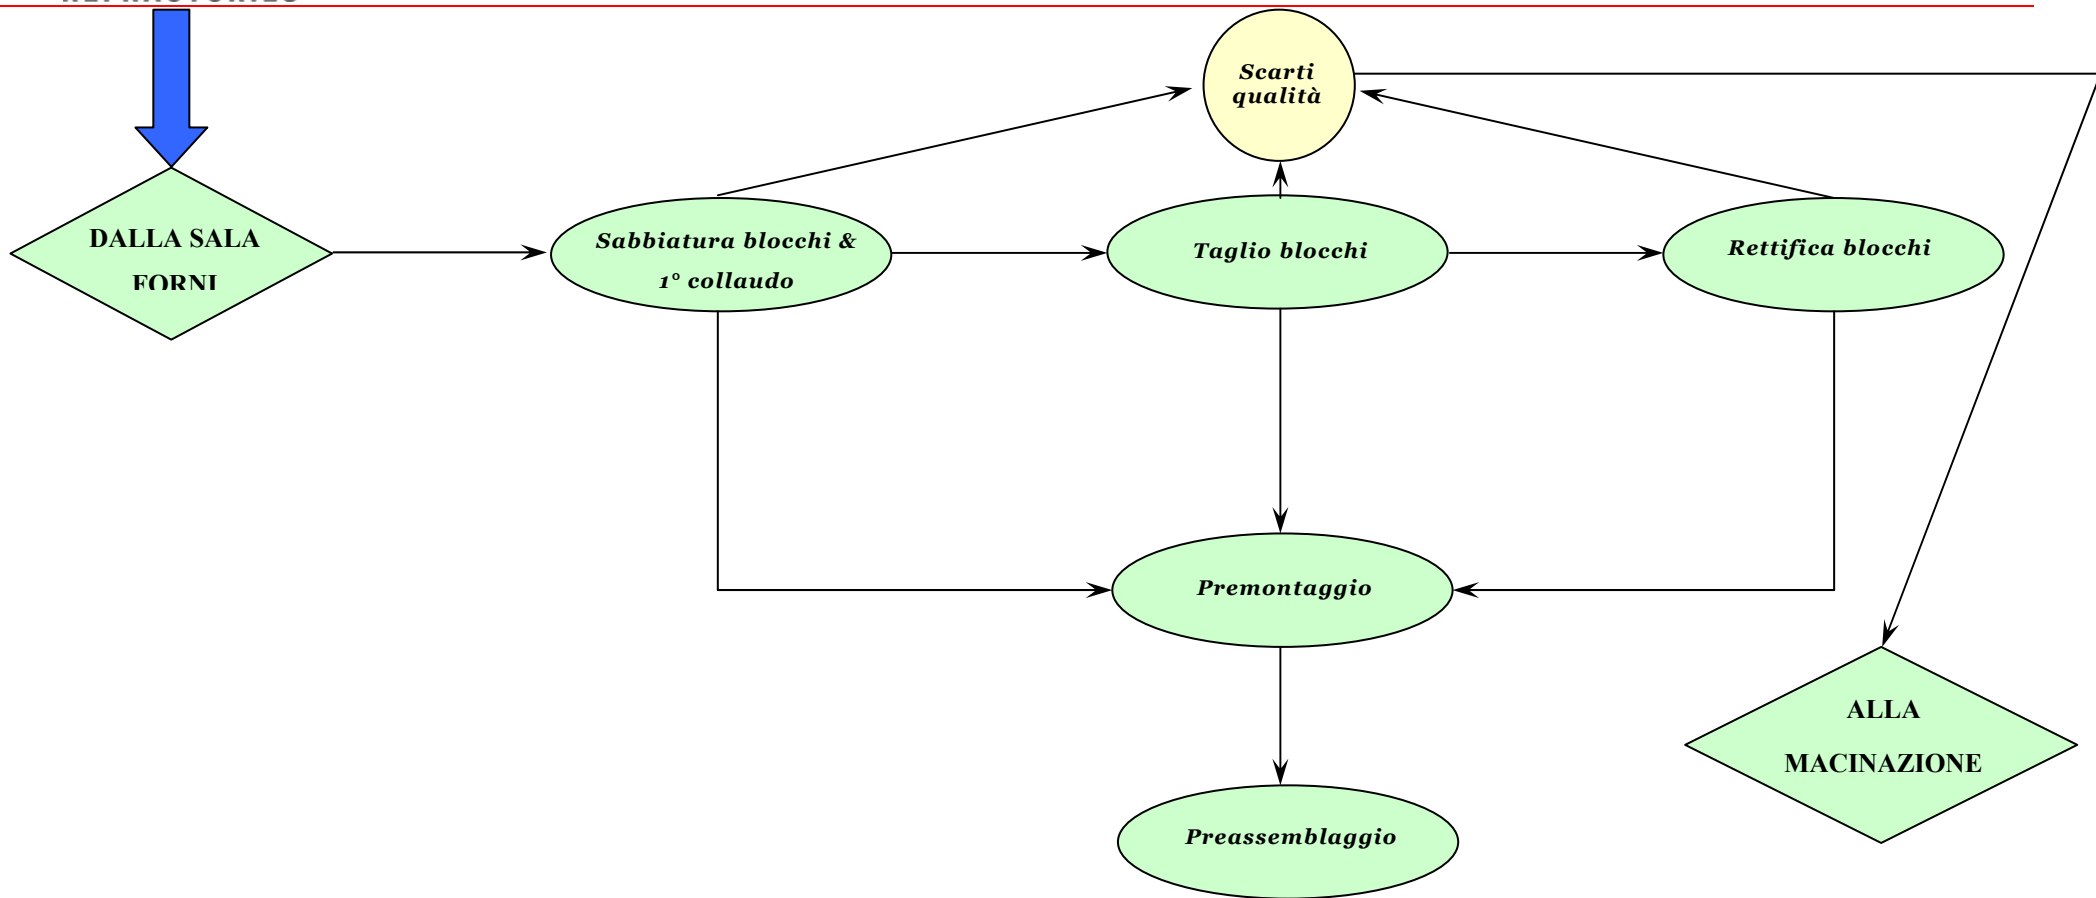 Scarti
qualità
DALLA SALA
FORNI
Sabbiatura blocchi &
1° collaudo
Taglio blocchi
Rettifica blocchi
Premontaggio
ALLA
MACINAZIONE
Preassemblaggio